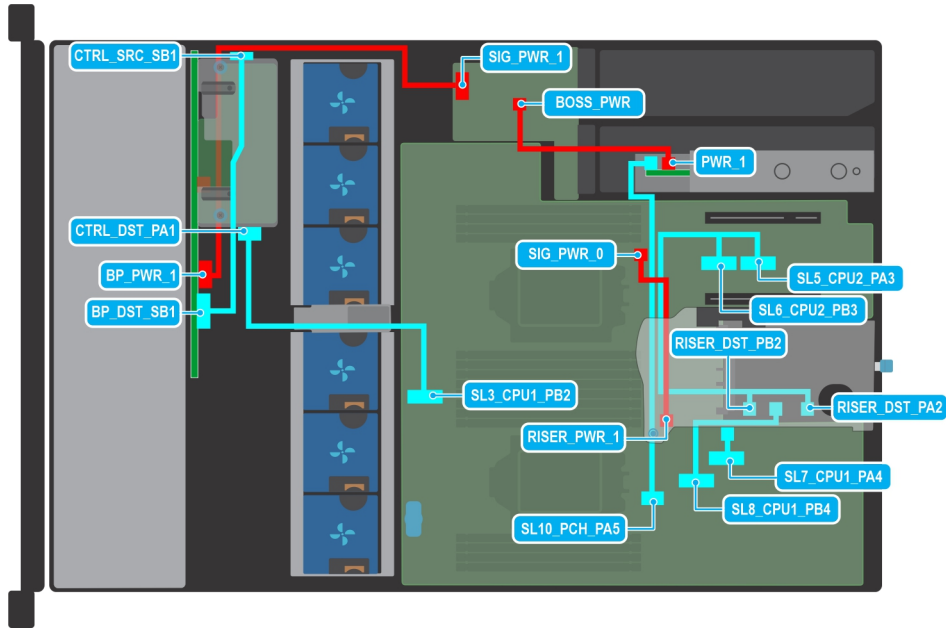 CTRL_SRC_SB1
SIG_PWR_1
BOSS_PWR
PWR_1
CTRL_DST_PA1
SIG_PWR_0
BP_PWR_1
SL5_CPU2_PA3
BP_DST_SB1
SL6_CPU2_PB3
RISER_DST_PB2
SL3_CPU1_PB2
RISER_DST_PA2
RISER_PWR_1
SL7_CPU1_PA4
SL8_CPU1_PB4
SL10_PCH_PA5